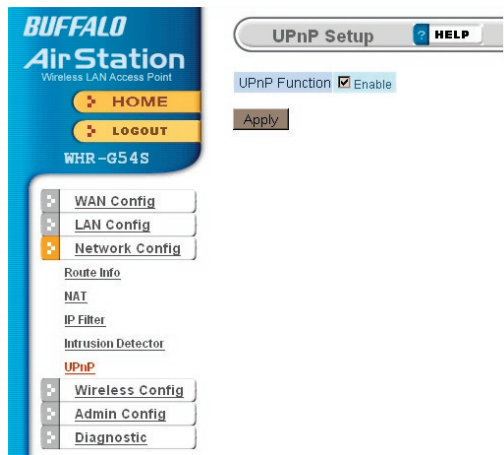 BUFFALO
AirStation
Wireless LAN Access Point
HOME
LOGOUT
WHR-G54S
WAN Config
LAN Config
Network Config
Route Info
NAT
IP Filter
Intrusion Detector
UPnP
Wireless Config
Admin Config
Diagnostic
UPnP Setup ? HELP
UPnP Function Enable
Apply